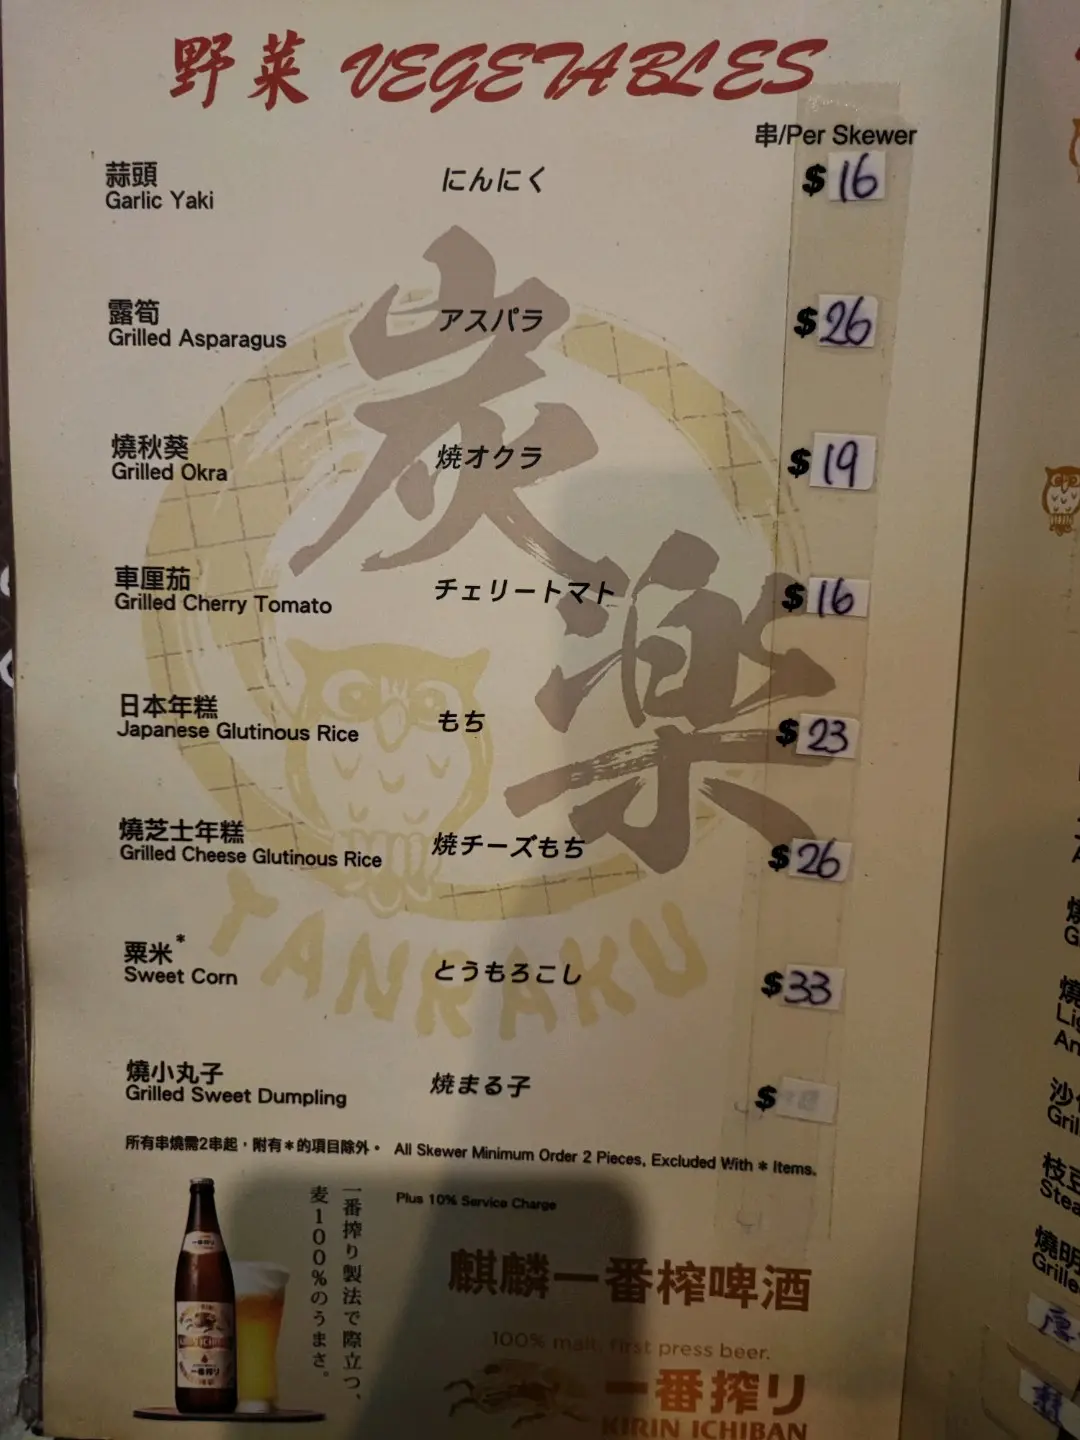 野菜 VEGETABLES
串/Per Skewer
蒜頭 にんにく $16
Garlic Yaki
露筍 アスパラ $26
Grilled Asparagus
燒秋葵 焼オクラ $19
Grilled Okra
車厘茄 チェリートマト $16
Grilled Cherry Tomato
日本年糕 もち $23
Japanese Glutinous Rice
燒芝士年糕 焼チーズもち $26
Grilled Cheese Glutinous Rice
粟米* とうもろこし $33
Sweet Corn
燒小丸子 焼まる子 $
Grilled Sweet Dumpling
炭楽
TANRAKU
所有串燒需2串起，附有*的項目除外。 All Skewer Minimum Order 2 Pieces, Excluded With * Items.
Plus 10% Service Charge
一番搾り製法で際立つ、
麦100%のうまさ。
麒麟一番榨啤酒
100% malt, first press beer.
一番搾り
KIRIN ICHIBAN